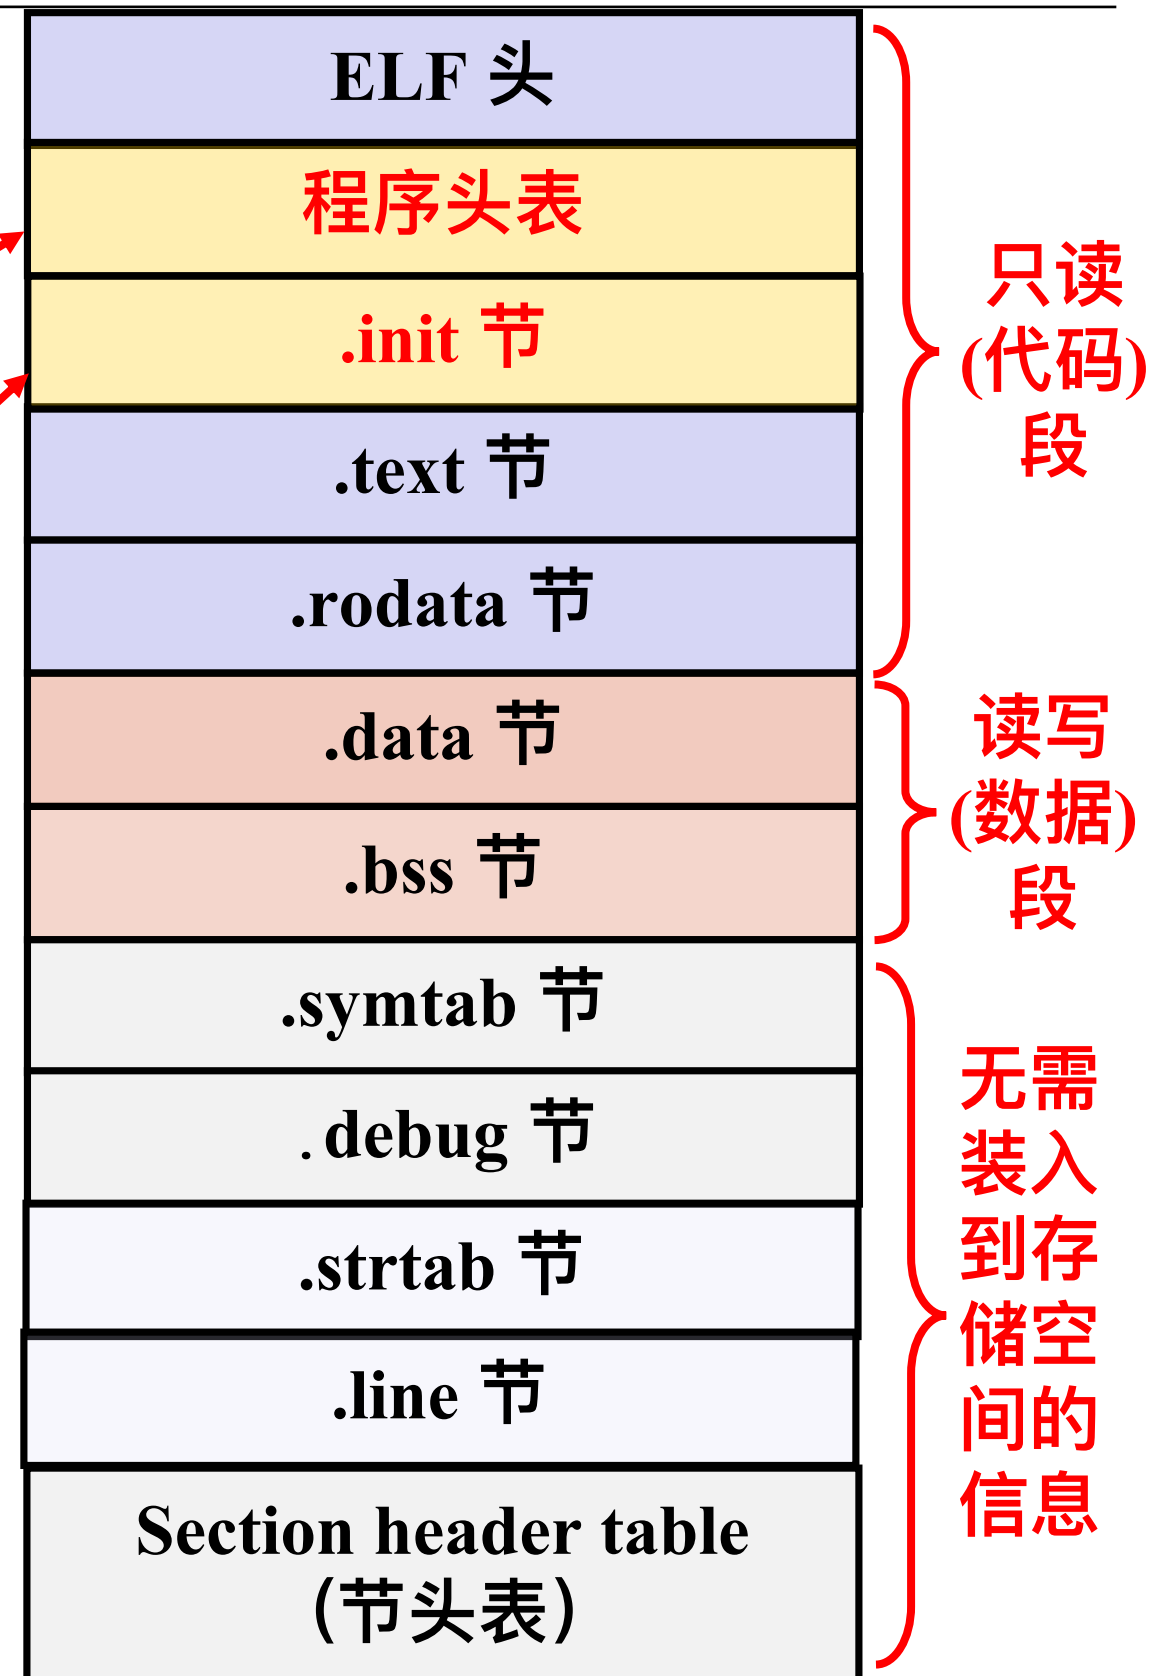 ELF 头
程序头表
.init 节
.text 节
.rodata 节
只读
(代码)
段
.data 节
.bss 节
读写
(数据)
段
.symtab 节
.debug 节
.strtab 节
.line 节
Section header table
(节头表)
无需
装入
到存
储空
间的
信息